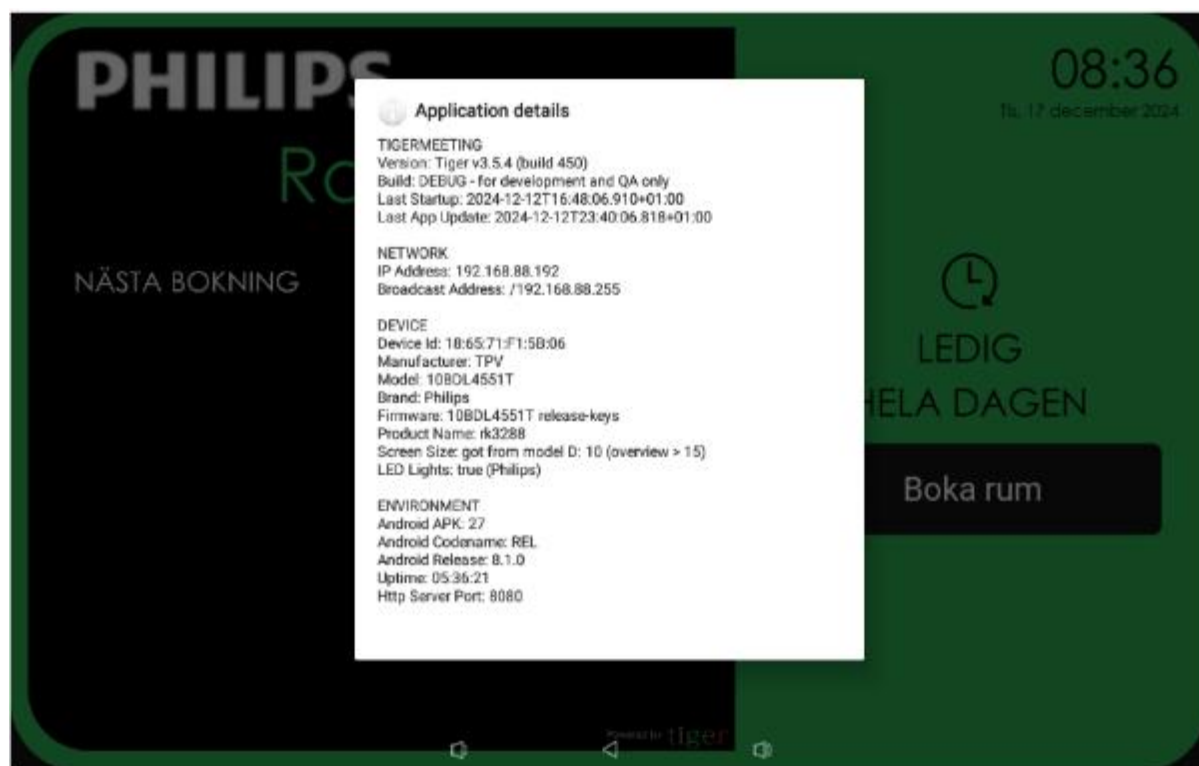 PHILIPS
08:36
17 december 2024
Application details
TIGERMEETING
Version: Tiger v3.5.4 (build 450)
Build: DEBUG - for development and QA only
Last Startup: 2024-12-12T16:48:06.910+01:00
Last App Update: 2024-12-12T23:40:06.818+01:00
NETWORK
IP Address: 192.168.88.192
Broadcast Address: /192.168.88.255
DEVICE
Device Id: 18:65:71:F1:5B:06
Manufacturer: TPV
Model: 10BDL4551T
Brand: Philips
Firmware: 10BDL4551T release-keys
Product Name: rk3288
Screen Size: got from model D: 10 (overview > 15)
LED Lights: true (Philips)
ENVIRONMENT
Android APK: 27
Android Codename: REL
Android Release: 8.1.0
Uptime: 05:36:21
Http Server Port: 8080
NÄSTA BOKNING
LEDIG
HELA DAGEN
Boka rum
Powered by tiger